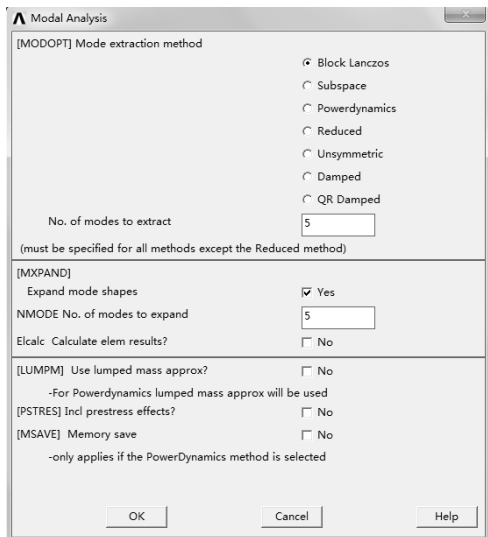 Modal Analysis
[MODOPT] Mode extraction method
Block Lanczos
Subspace
Powerdynamics
Reduced
Unsymmetric
Damped
QR Damped
No. of modes to extract 5
(must be specified for all methods except the Reduced method)
[MXPAND]
Expand mode shapes Yes
NMODE No. of modes to expand 5
Elcalc Calculate elem results? No
[LUMPM] Use lumped mass approx? No
-For Powerdynamics lumped mass approx will be used
[PSTRES] Incl prestress effects? No
[MSAVE] Memory save No
-only applies if the PowerDynamics method is selected
OK Cancel Help